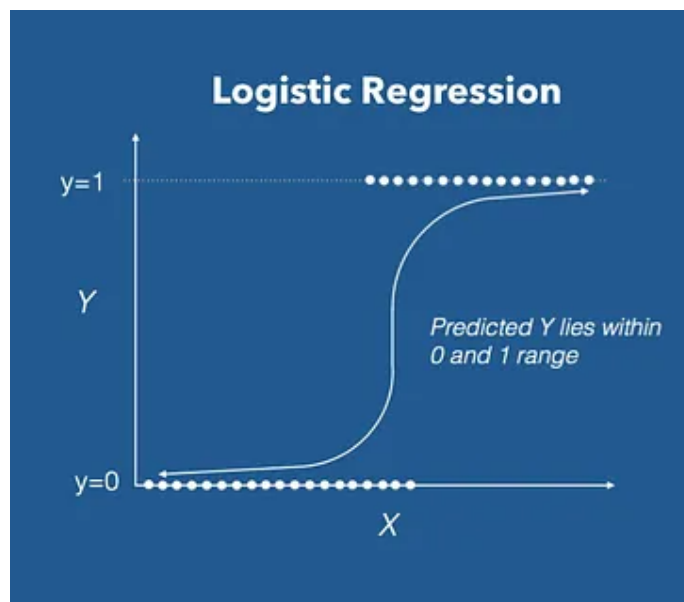 Logistic Regression
y=1
Y
Predicted Y lies within
0 and 1 range
y=0
X